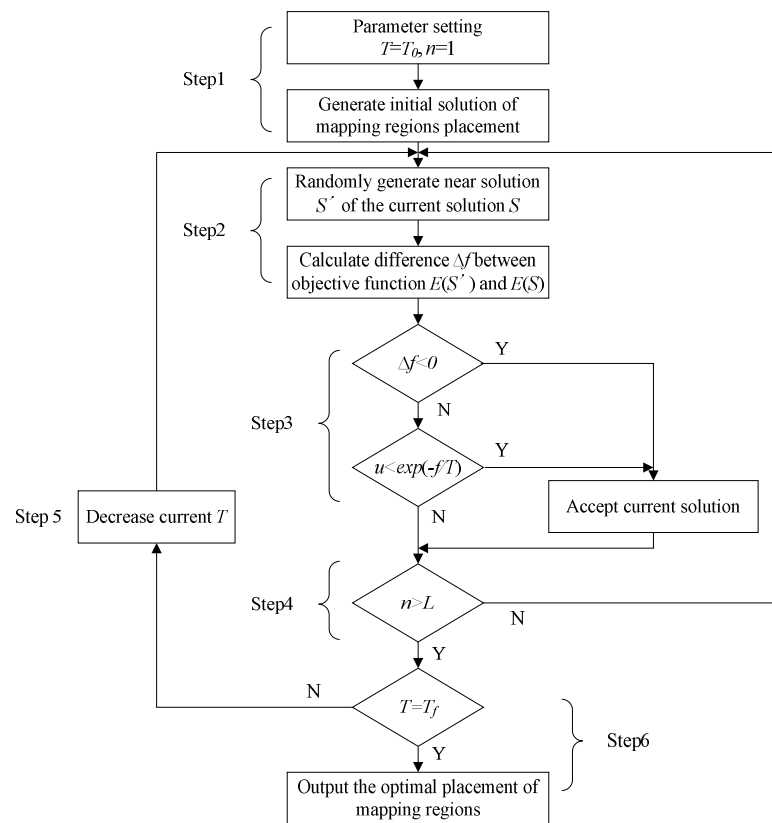 Parameter setting
T=T0, n=1
Step1
Generate initial solution of
mapping regions placement
Randomly generate near solution
S´ of the current solution S
Step2
Calculate difference Δf between
objective function E(S´) and E(S)
Δf<0
Y
N
Step3
u<exp(-f/T)
Y
N
Accept current solution
Step 5
Decrease current T
Step4
n>L
N
Y
N
T=Tf
Y
Step6
Output the optimal placement of
mapping regions